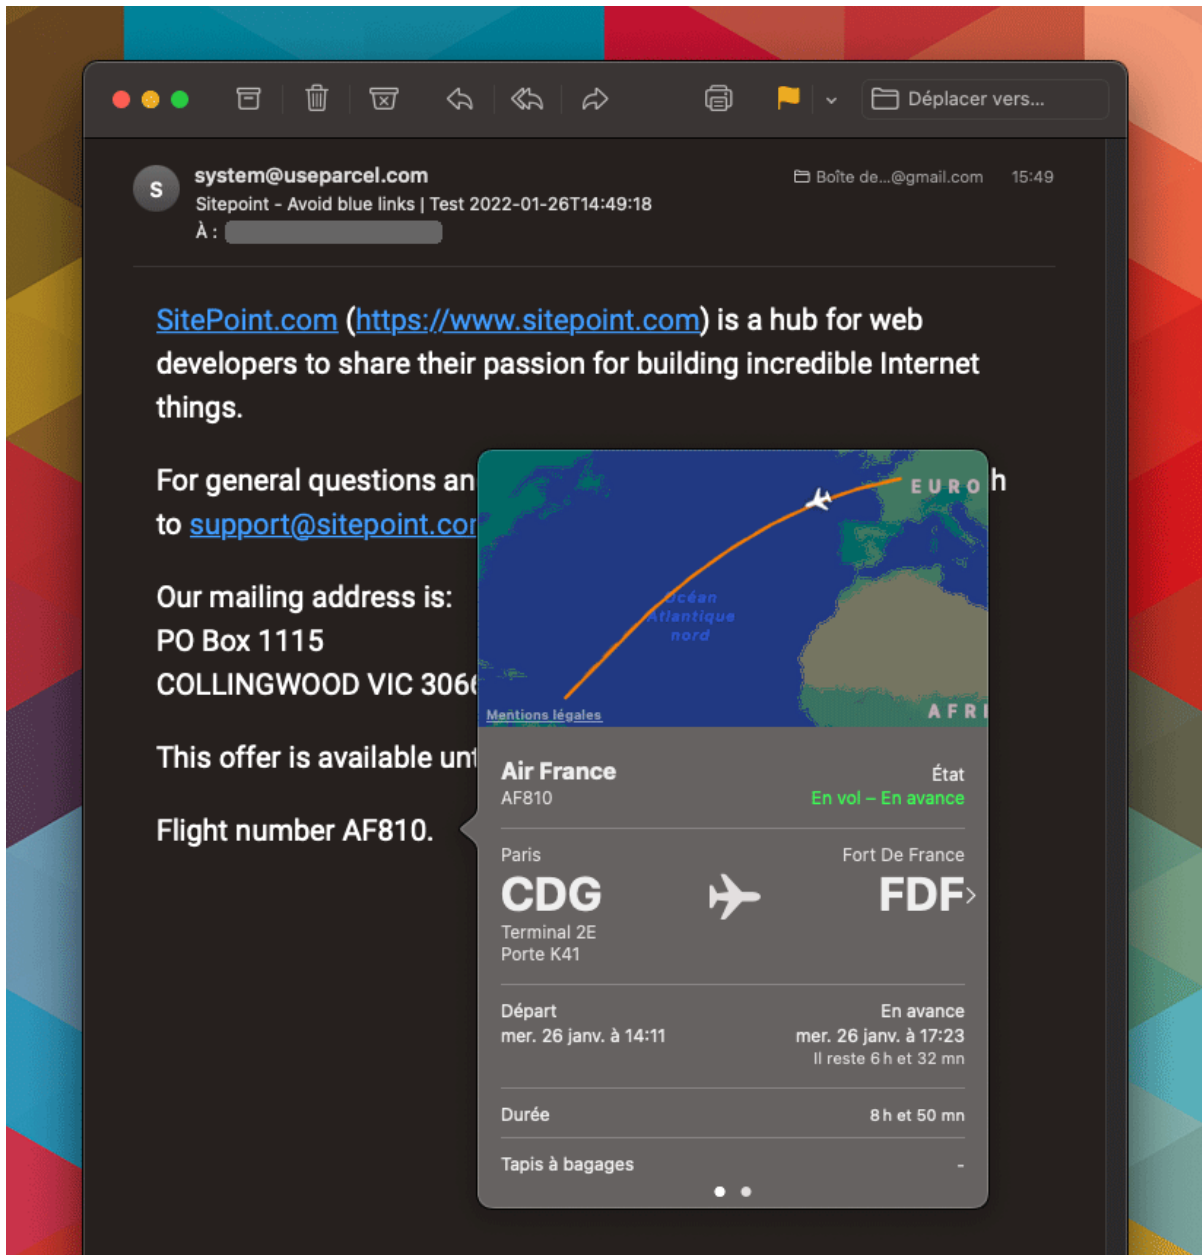 Déplacer vers...
S
system@useparcel.com
Boîte de...@gmail.com 15:49
Sitepoint - Avoid blue links | Test 2022-01-26T14:49:18
À :
SitePoint.com (https://www.sitepoint.com) is a hub for web
developers to share their passion for building incredible Internet
things.
For general questions an
h
to support@sitepoint.cor
Our mailing address is:
PO Box 1115
COLLINGWOOD VIC 3066
This offer is available unt
Flight number AF810.
EURO
Océan
Atlantique
nord
AFRI
Mentions légales
Air France
État
AF810
En vol – En avance
Paris
Fort De France
CDG
FDF
Terminal 2E
Porte K41
Départ
En avance
mer. 26 janv. à 14:11
mer. 26 janv. à 17:23
Il reste 6 h et 32 mn
Durée
8 h et 50 mn
Tapis à bagages
-